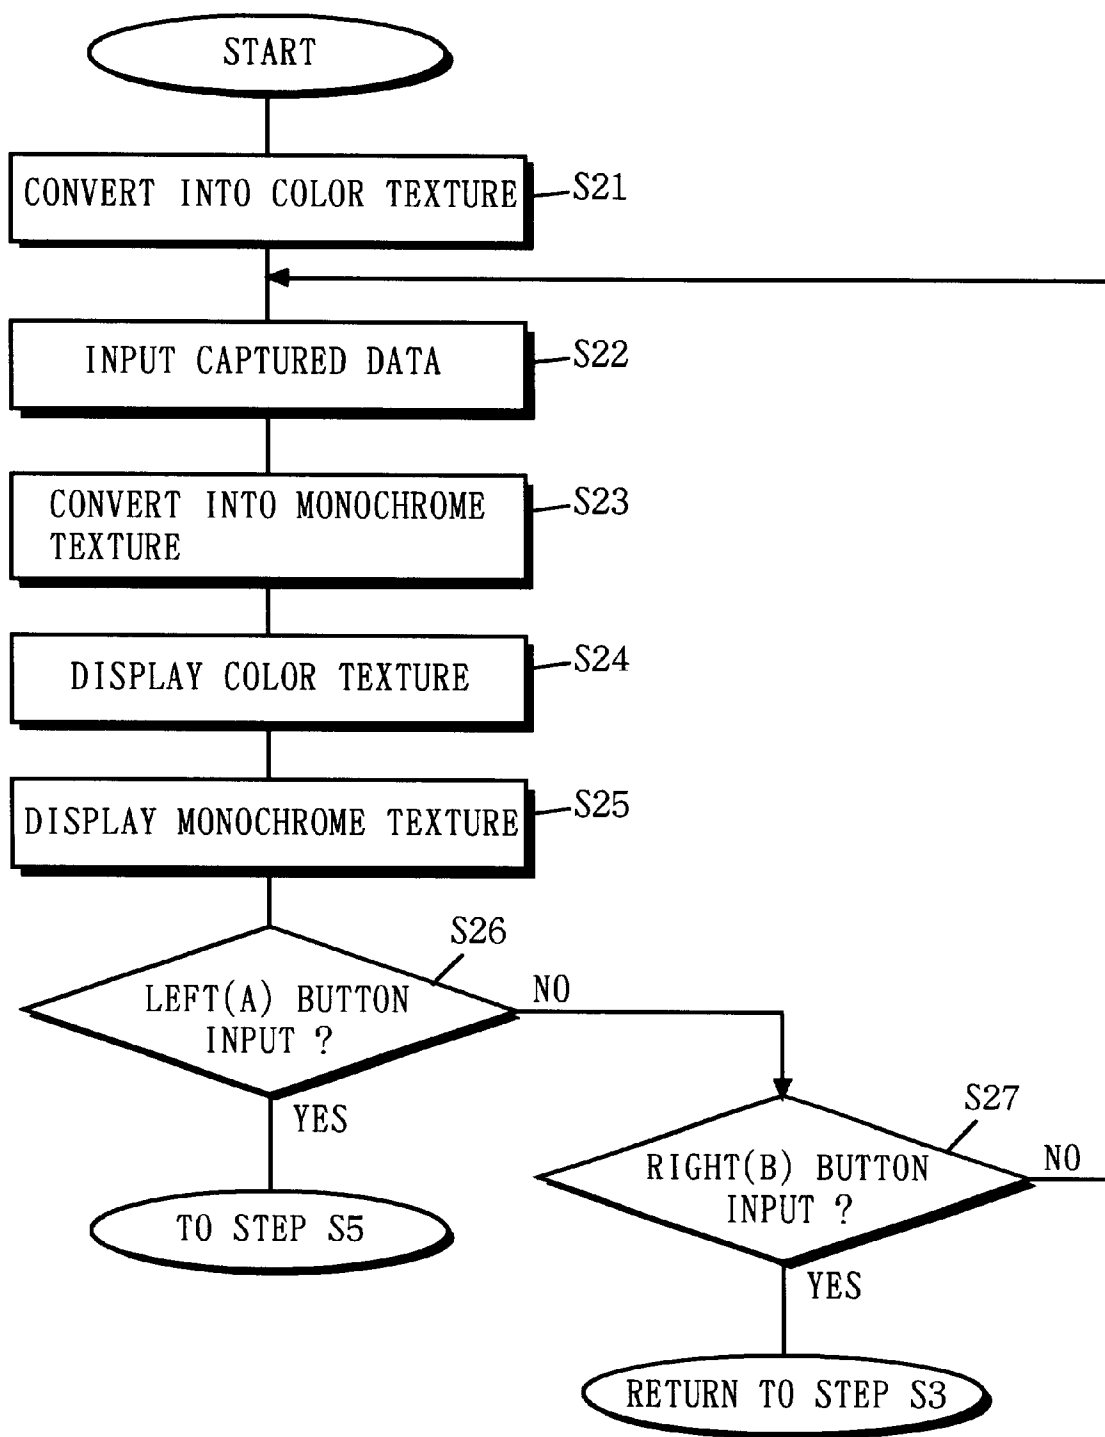 START
CONVERT INTO COLOR TEXTURE
S21
INPUT CAPTURED DATA
S22
CONVERT INTO MONOCHROME
TEXTURE
S23
DISPLAY COLOR TEXTURE
S24
DISPLAY MONOCHROME TEXTURE
S25
S26
LEFT(A) BUTTON
INPUT ?
NO
YES
TO STEP S5
S27
RIGHT(B) BUTTON
INPUT ?
NO
YES
RETURN TO STEP S3